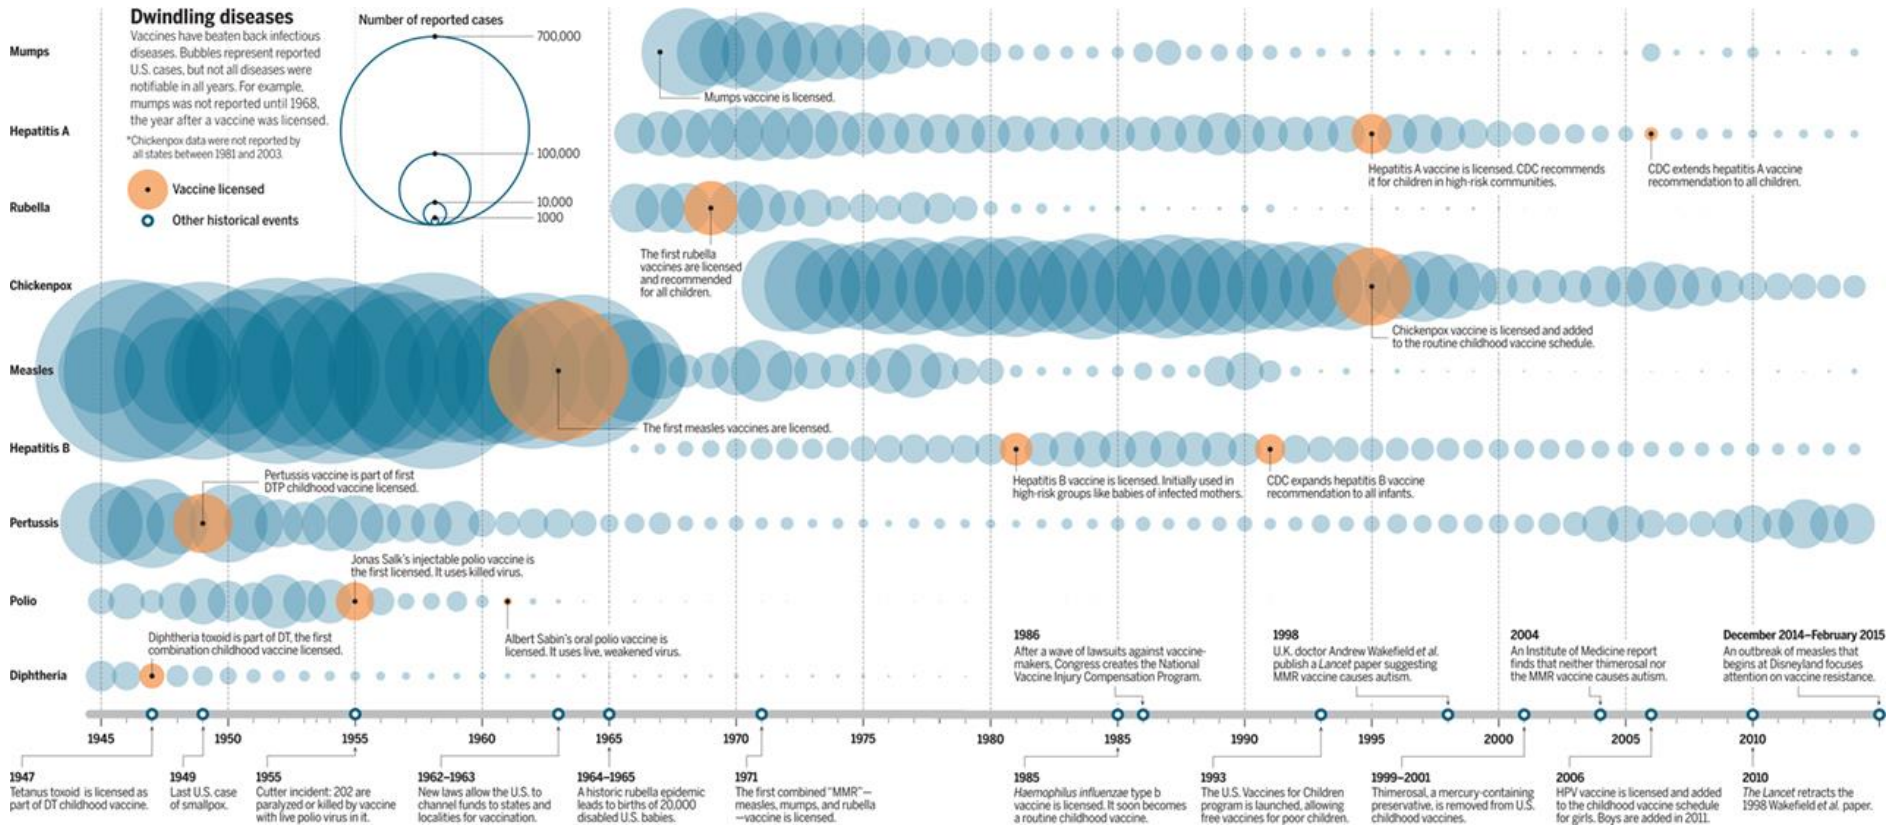 Dwindling diseases
Vaccines have beaten back infectious
diseases. Bubbles represent reported
U.S. cases, but not all diseases were
notifiable in all years. For example,
mumps was not reported until 1968,
the year after a vaccine was licensed.
*Chickenpox data were not reported by
all states between 1981 and 2003.
Vaccine licensed
Other historical events
Number of reported cases
700,000
100,000
10,000
1000
Mumps
Mumps vaccine is licensed.
Hepatitis A
Hepatitis A vaccine is licensed. CDC recommends
it for children in high-risk communities.
CDC extends hepatitis A vaccine
recommendation to all children.
Rubella
The first rubella
vaccines are licensed
and recommended
for all children.
Chickenpox
Chickenpox vaccine is licensed and added
to the routine childhood vaccine schedule.
Measles
The first measles vaccines are licensed.
Hepatitis B
Hepatitis B vaccine is licensed. Initially used in
high-risk groups like babies of infected mothers.
CDC expands hepatitis B vaccine
recommendation to all infants.
Pertussis vaccine is part of first
DTP childhood vaccine licensed.
Pertussis
Jonas Salk's injectable polio vaccine is
the first licensed. It uses killed virus.
Polio
Albert Sabin's oral polio vaccine is
licensed. It uses live, weakened virus.
Diphtheria toxoid is part of DT, the first
combination childhood vaccine licensed.
Diphtheria
1986
After a wave of lawsuits against vaccine-
makers, Congress creates the National
Vaccine Injury Compensation Program.
1998
U.K. doctor Andrew Wakefield et al.
publish a Lancet paper suggesting
MMR vaccine causes autism.
2004
An Institute of Medicine report
finds that neither thimerosal nor
the MMR vaccine causes autism.
December 2014–February 2015
An outbreak of measles that
begins at Disneyland focuses
attention on vaccine resistance.
1945
1950
1955
1960
1965
1970
1975
1980
1985
1990
1995
2000
2005
2010
1947
Tetanus toxoid is licensed as
part of DT childhood vaccine.
1949
Last U.S. case
of smallpox.
1955
Cutter incident: 202 are
paralyzed or killed by vaccine
with live polio virus in it.
1962–1963
New laws allow the U.S. to
channel funds to states and
localities for vaccination.
1964–1965
A historic rubella epidemic
leads to births of 20,000
disabled U.S. babies.
1971
The first combined "MMR"—
measles, mumps, and rubella
—vaccine is licensed.
1985
Haemophilus influenzae type b
vaccine is licensed. It soon becomes
a routine childhood vaccine.
1993
The U.S. Vaccines for Children
program is launched, allowing
free vaccines for poor children.
1999–2001
Thimerosal, a mercury-containing
preservative, is removed from U.S.
childhood vaccines.
2006
HPV vaccine is licensed and added
to the childhood vaccine schedule
for girls. Boys are added in 2011.
2010
The Lancet retracts the
1998 Wakefield et al. paper.